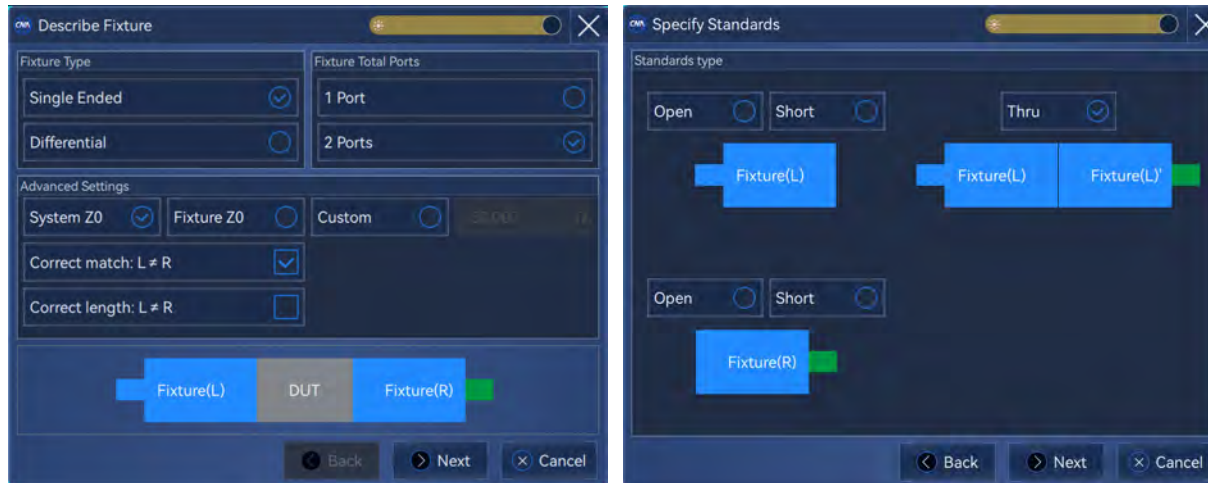 CNA Describe Fixture
Fixture Type
Single Ended
Differential
Fixture Total Ports
1 Port
2 Ports
Advanced Settings
System Z0
Fixture Z0
Custom
Correct match: L ≠ R
Correct length: L ≠ R
Fixture(L)
DUT
Fixture(R)
Back
Next
Cancel
CNA Specify Standards
Standards type
Open
Short
Thru
Fixture(L)
Fixture(L)
Fixture(L)'
Open
Short
Fixture(R)
Back
Next
Cancel